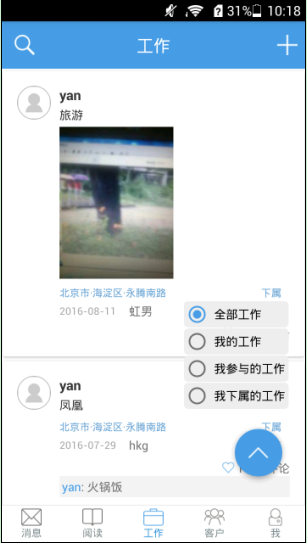 31% 10:18
工作
yan
旅游
北京市·海淀区·永腾南路 下属
2016-08-11 虹男
全部工作
我的工作
我参与的工作
我下属的工作
yan
凤凰
北京市·海淀区·永腾南路 下属
2016-07-29 hkg
论
yan: 火锅饭
消息 阅读 工作 客户 我